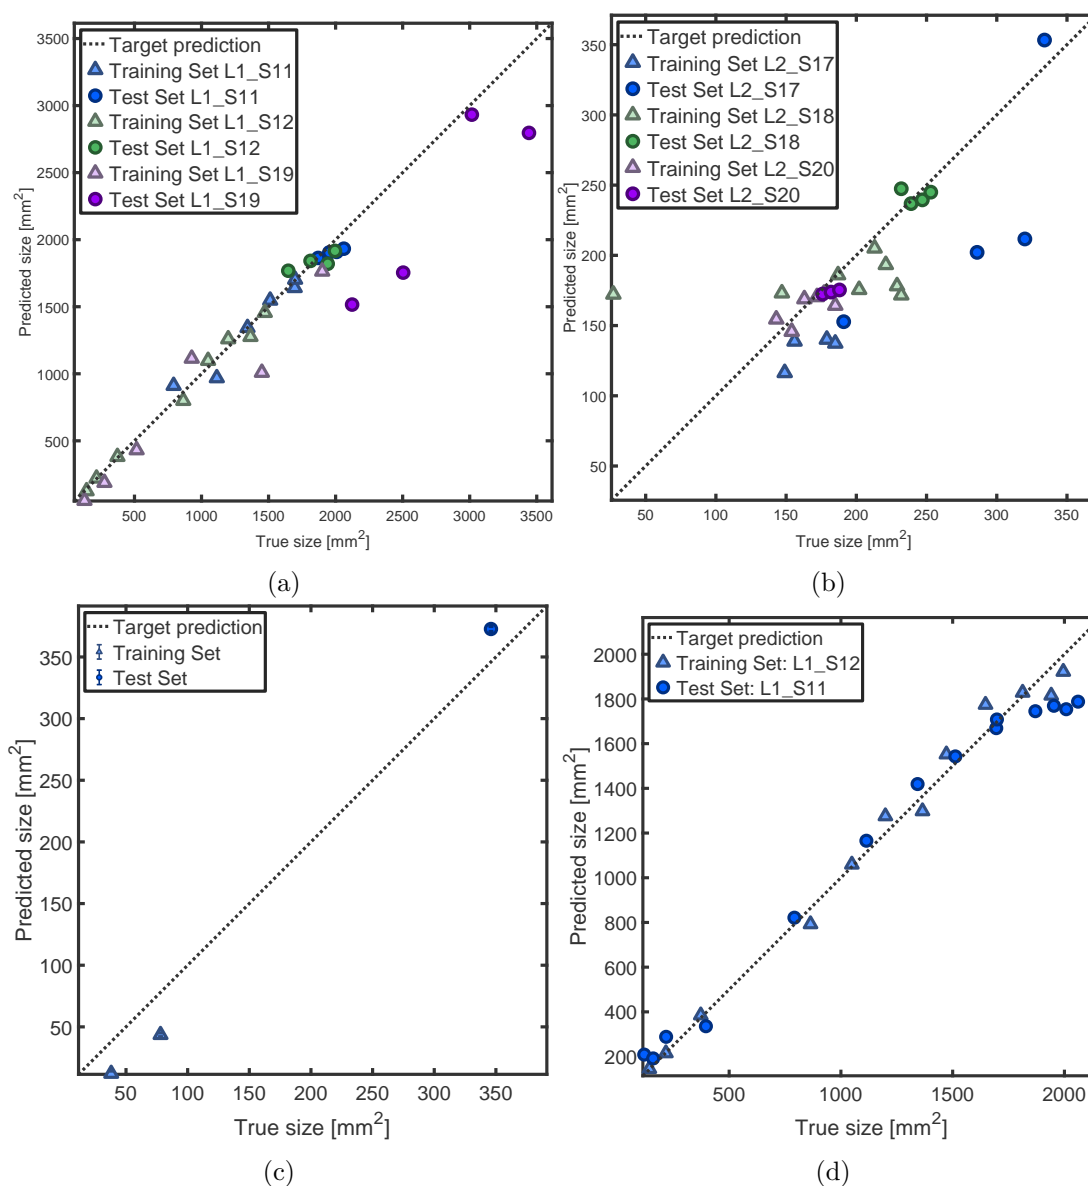 3500
3000
2500
2000
1500
1000
500
Predicted size [mm²]
Target prediction
Training Set L1_S11
Test Set L1_S11
Training Set L1_S12
Test Set L1_S12
Training Set L1_S19
Test Set L1_S19
500 1000 1500 2000 2500 3000 3500
True size [mm²]
(a)
350
300
250
200
150
100
50
Predicted size [mm²]
Target prediction
Training Set L2_S17
Test Set L2_S17
Training Set L2_S18
Test Set L2_S18
Training Set L2_S20
Test Set L2_S20
50 100 150 200 250 300 350
True size [mm²]
(b)
350
300
250
200
150
100
50
Predicted size [mm²]
Target prediction
Training Set
Test Set
50 100 150 200 250 300 350
True size [mm²]
(c)
2000
1800
1600
1400
1200
1000
800
600
400
200
Predicted size [mm²]
Target prediction
Training Set: L1_S12
Test Set: L1_S11
500 1000 1500 2000
True size [mm²]
(d)